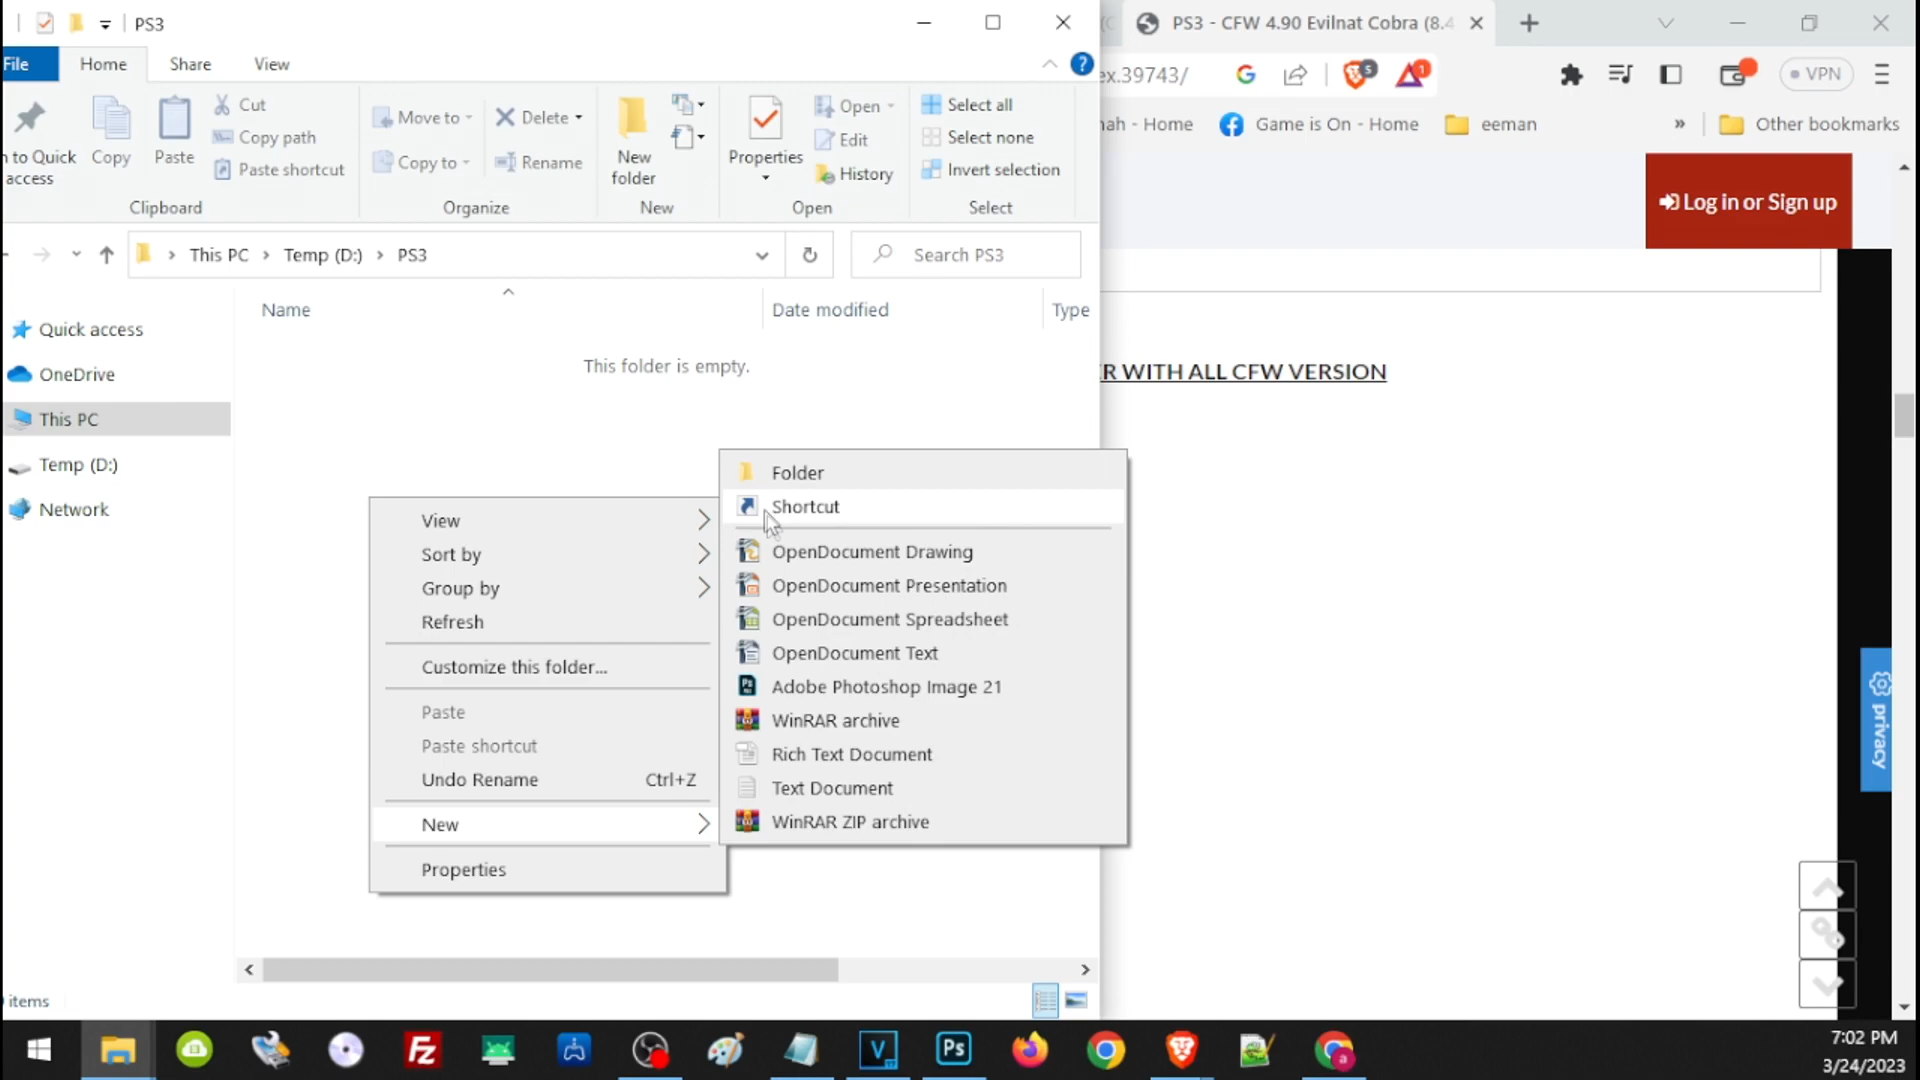 PS3
PS3 - CFW 4.90 Evilnat Cobra (8.4
File
Home
Share
View
ex.39743/
5
1
VPN
Cut
Copy path
Paste shortcut
n to Quick
access
Copy
Paste
Clipboard
Move to
Copy to
Delete
Rename
Organize
New
folder
New
Properties
Open
Edit
History
Open
Select all
Select none
Invert selection
Select
nah - Home
Game is On - Home
eeman
»
Other bookmarks
Log in or Sign up
This PC
Temp (D:)
PS3
Search PS3
Name
Date modified
Type
This folder is empty.
Quick access
OneDrive
This PC
Temp (D:)
Network
ER WITH ALL CFW VERSION
View
Sort by
Group by
Refresh
Customize this folder...
Paste
Paste shortcut
Undo Rename Ctrl+Z
New
Properties
Folder
Shortcut
OpenDocument Drawing
OpenDocument Presentation
OpenDocument Spreadsheet
OpenDocument Text
Adobe Photoshop Image 21
WinRAR archive
Rich Text Document
Text Document
WinRAR ZIP archive
privacy
items
Fz
V
Ps
a
7:02 PM
3/24/2023